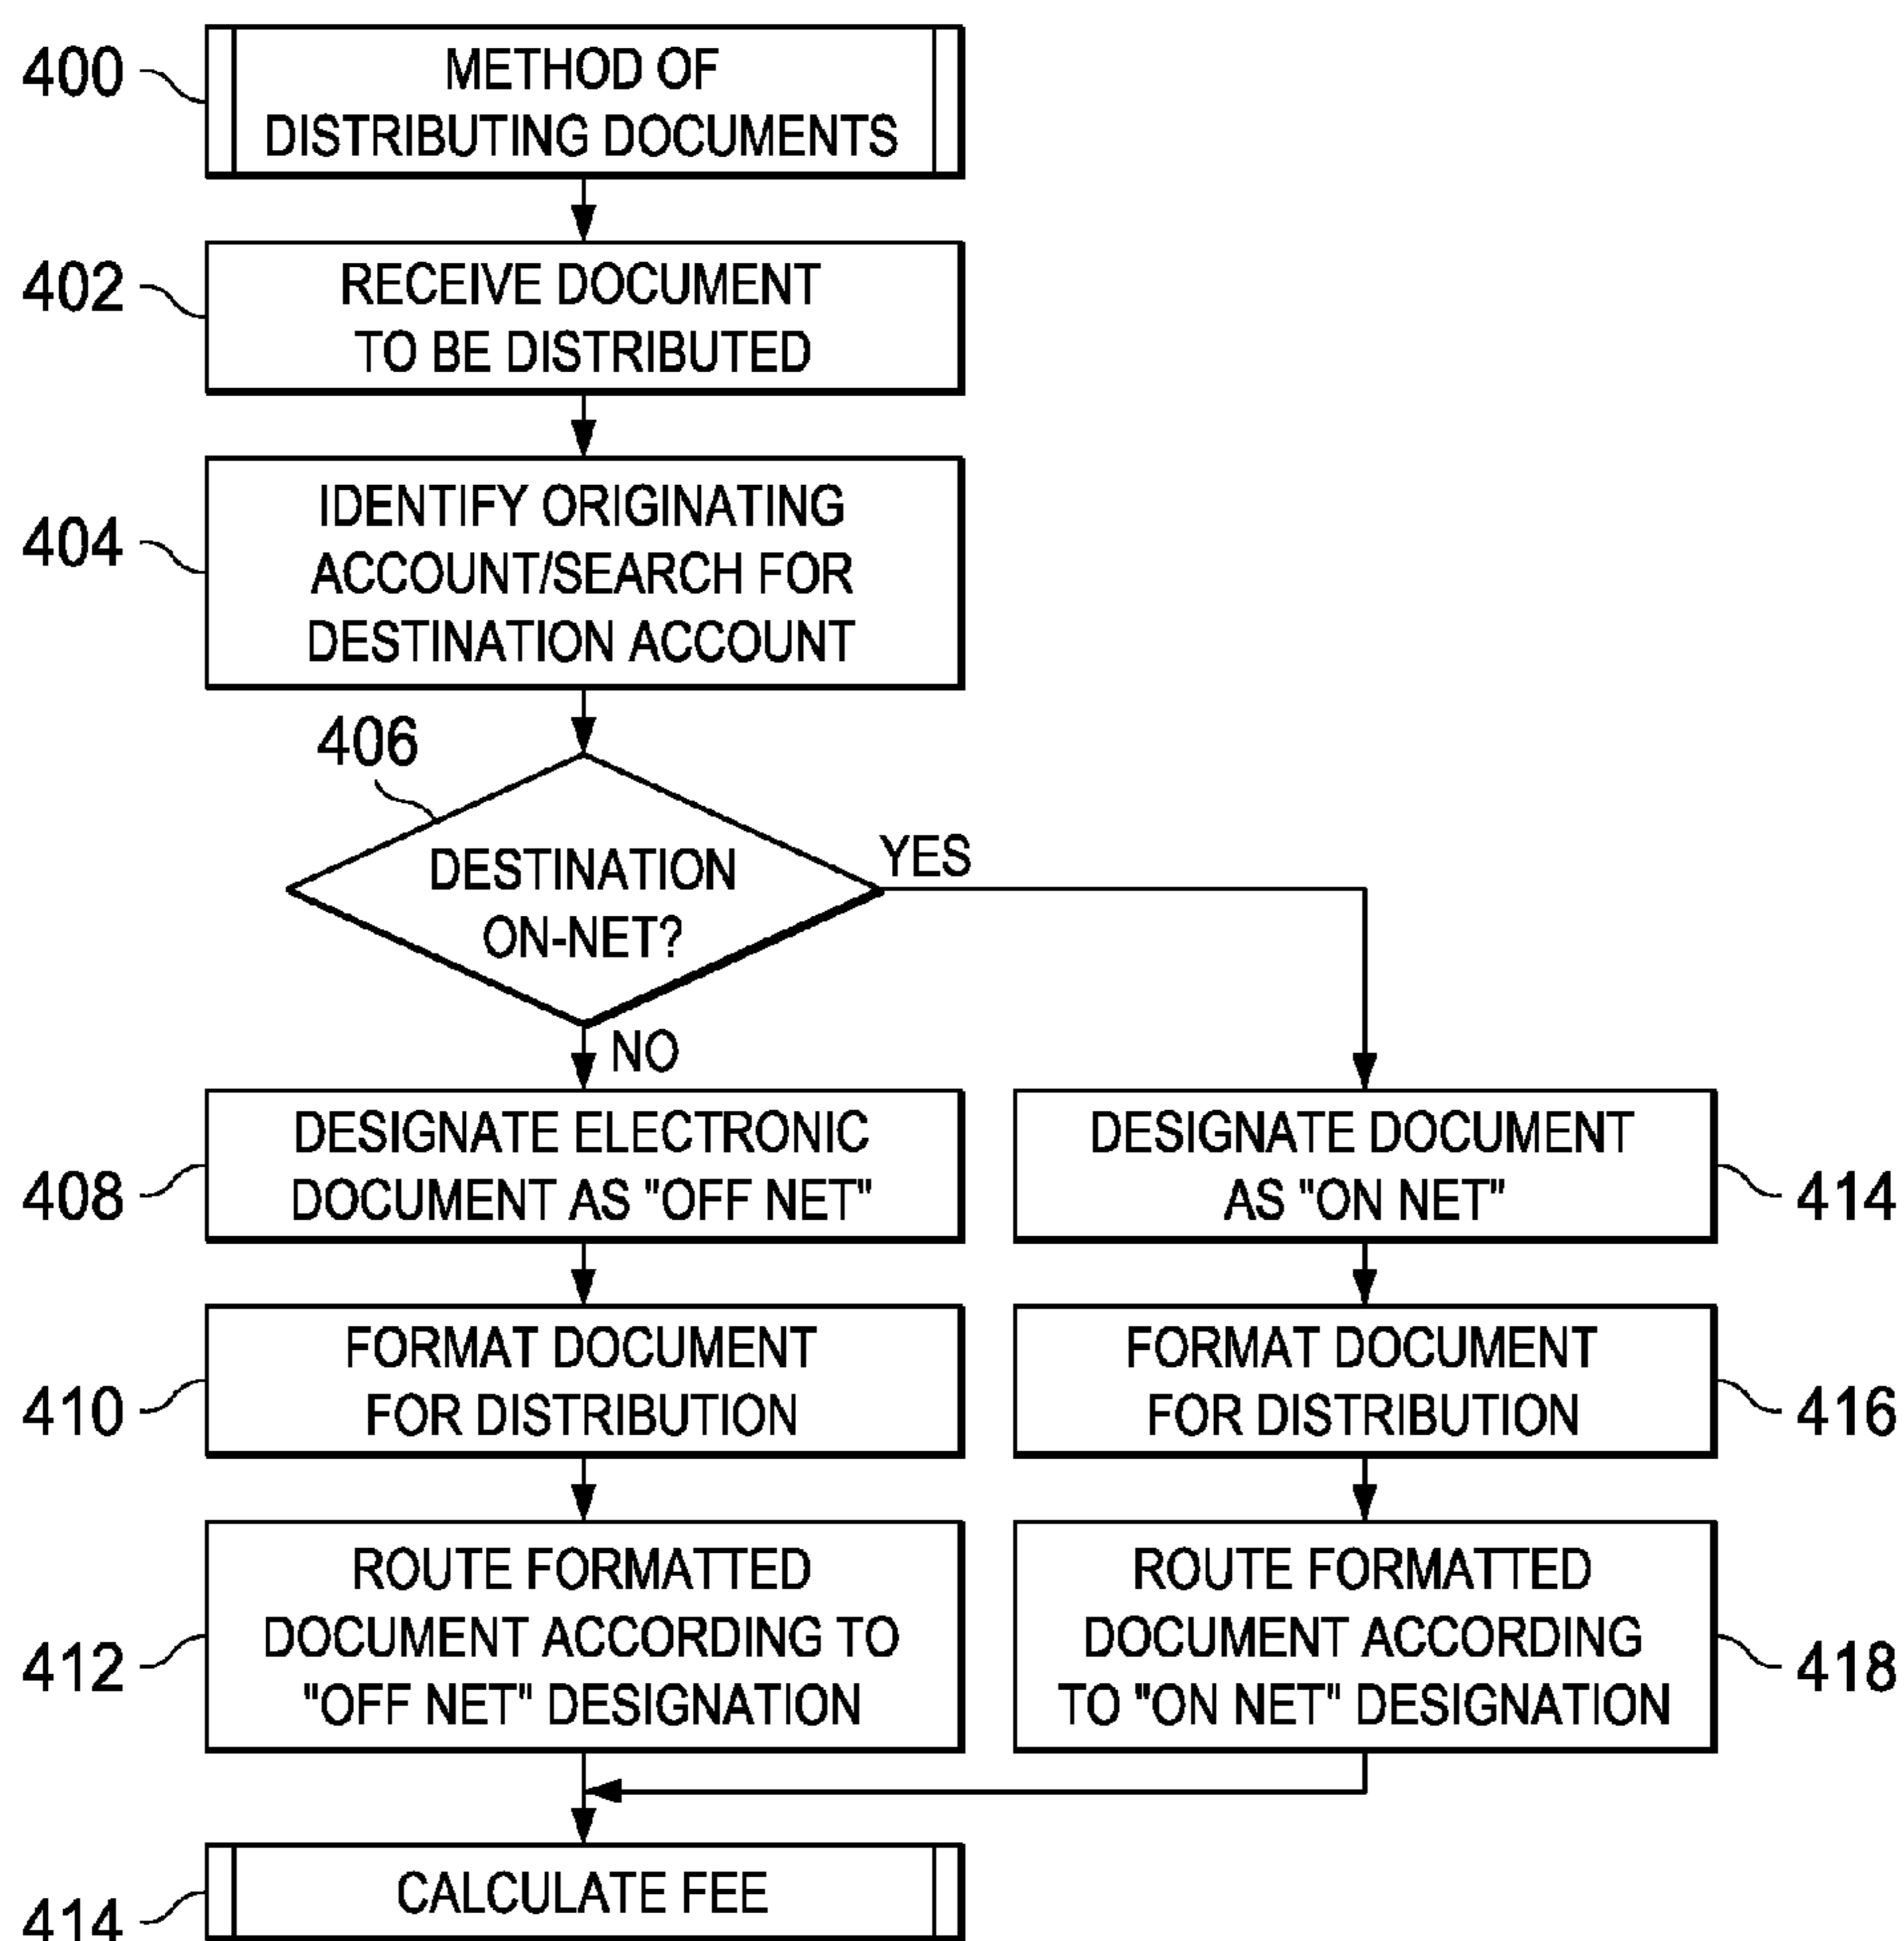 400
METHOD OF
DISTRIBUTING DOCUMENTS
402
RECEIVE DOCUMENT
TO BE DISTRIBUTED
404
IDENTIFY ORIGINATING
ACCOUNT/SEARCH FOR
DESTINATION ACCOUNT
406
DESTINATION
ON-NET?
YES
NO
408
DESIGNATE ELECTRONIC
DOCUMENT AS "OFF NET"
DESIGNATE DOCUMENT
AS "ON NET"
414
410
FORMAT DOCUMENT
FOR DISTRIBUTION
FORMAT DOCUMENT
FOR DISTRIBUTION
416
412
ROUTE FORMATTED
DOCUMENT ACCORDING TO
"OFF NET" DESIGNATION
ROUTE FORMATTED
DOCUMENT ACCORDING
TO "ON NET" DESIGNATION
418
414
CALCULATE FEE